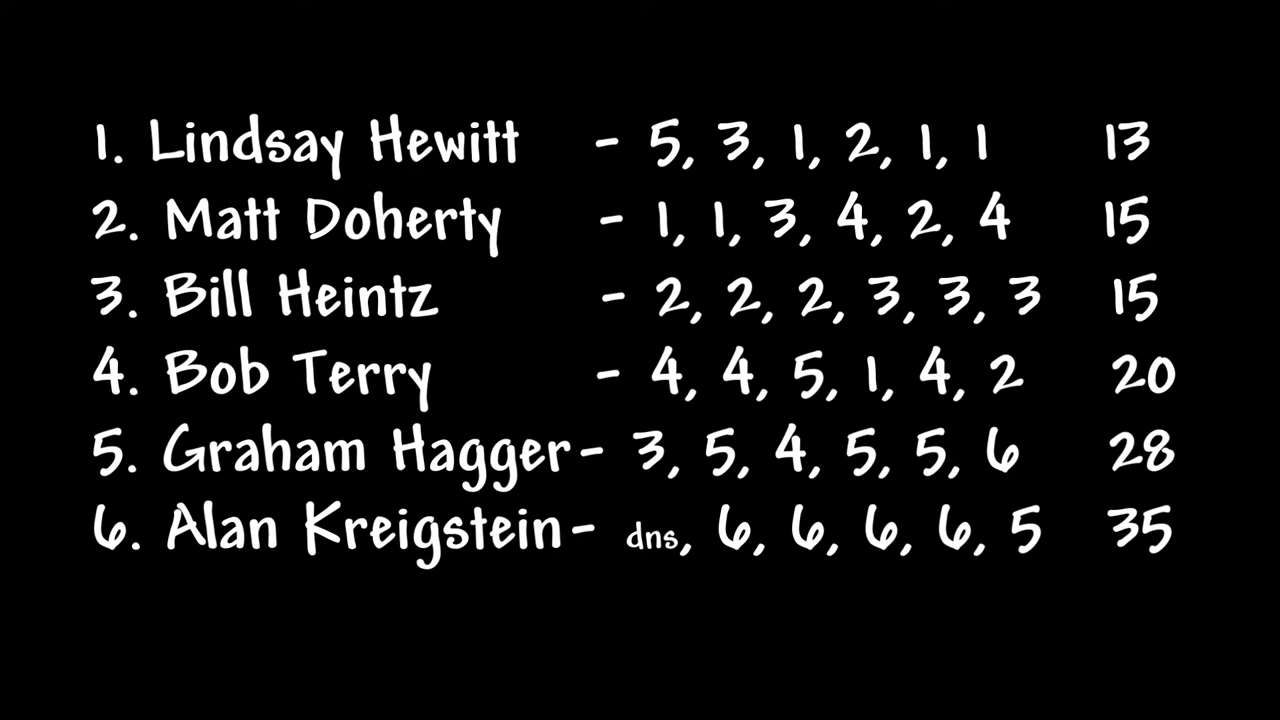 1. Lindsay Hewitt - 5, 3, 1, 2, 1, 1 13
2. Matt Doherty - 1, 1, 3, 4, 2, 4 15
3. Bill Heintz - 2, 2, 2, 3, 3, 3 15
4. Bob Terry - 4, 4, 5, 1, 4, 2 20
5. Graham Hagger - 3, 5, 4, 5, 5, 6 28
6. Alan Kreigstein - dns, 6, 6, 6, 6, 5 35